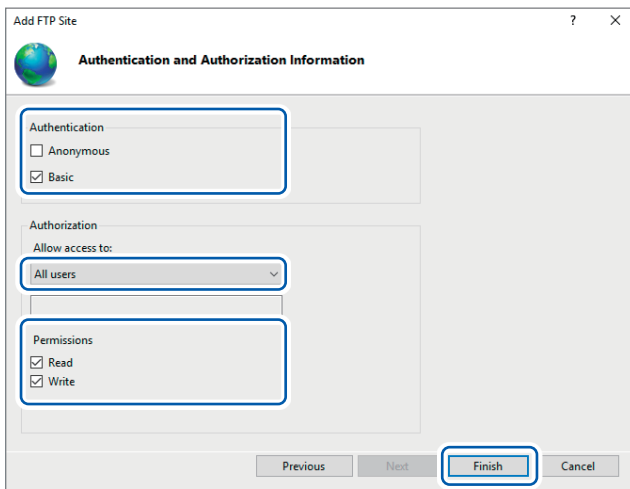 Add FTP Site ? ×
Authentication and Authorization Information
Authentication
Anonymous
Basic
Authorization
Allow access to:
All users
Permissions
Read
Write
Previous Next Finish Cancel